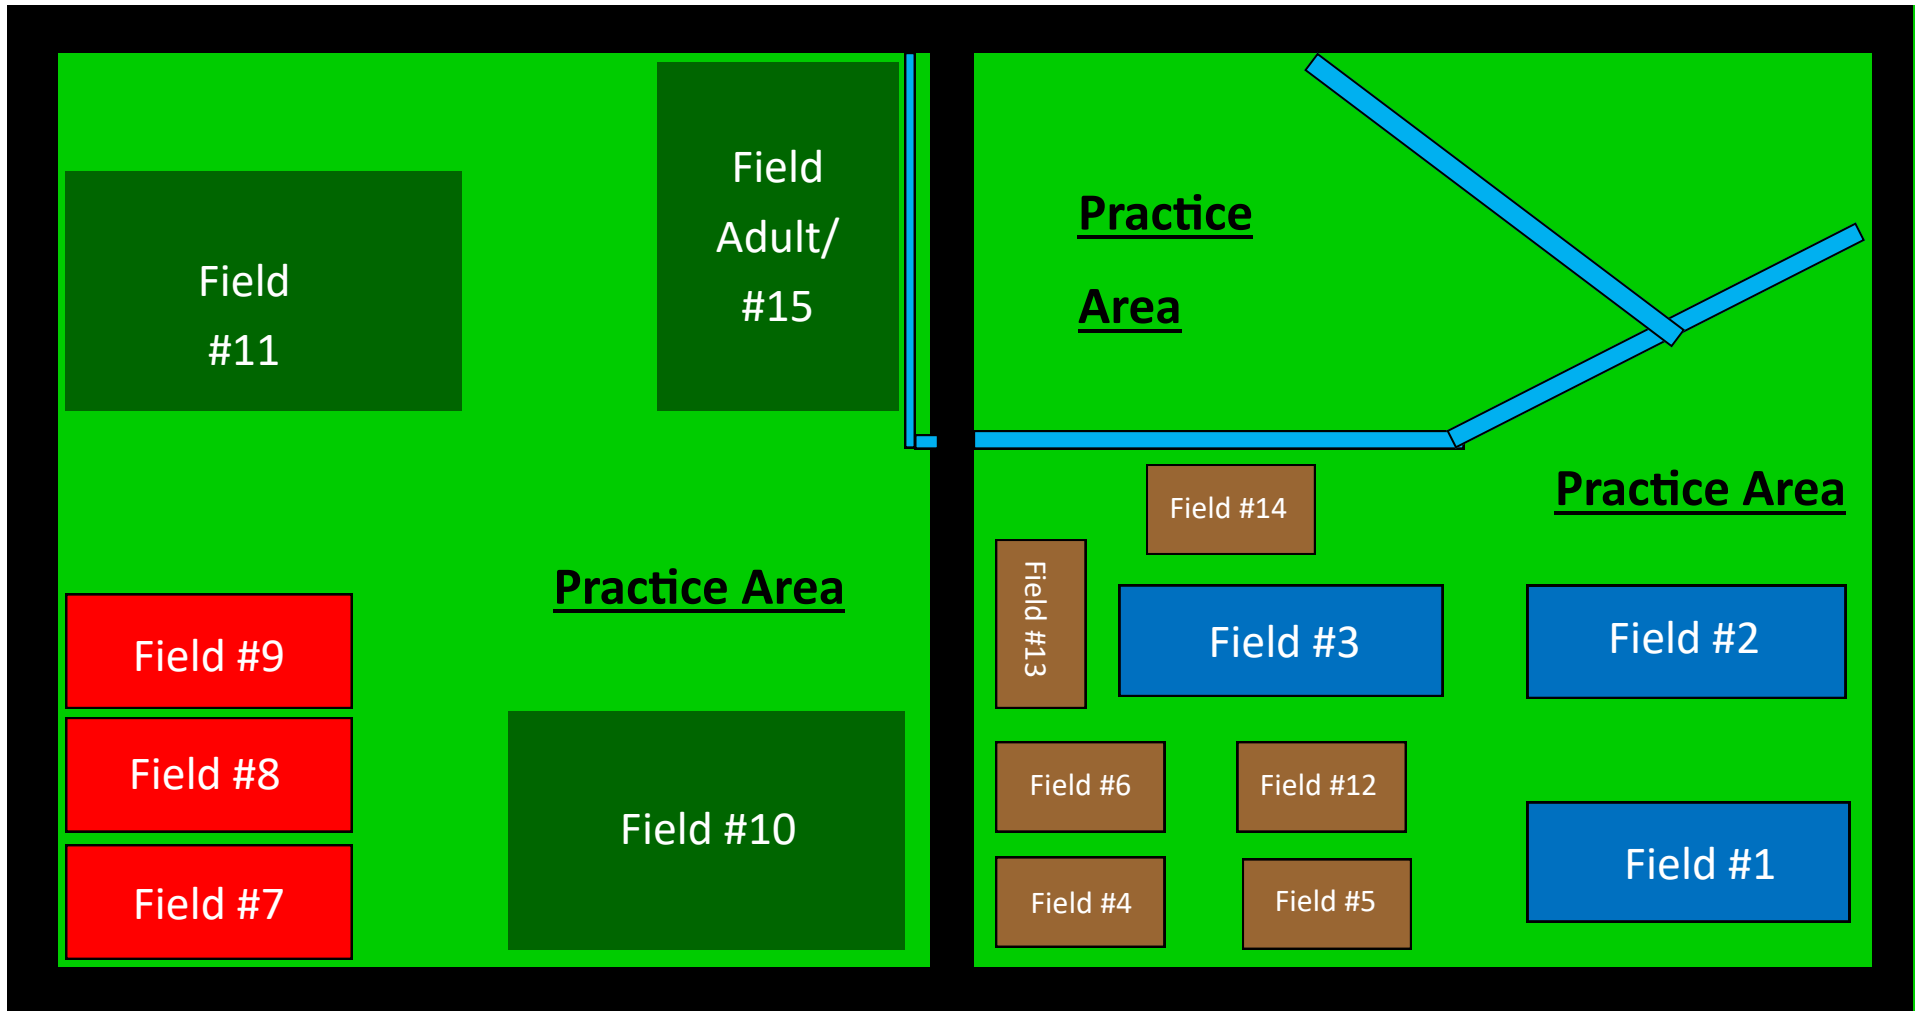 Field
Adult/
#15
Field
#11
Practice
Area
Practice Area
Field #14
Field #13
Field #3
Field #2
Practice Area
Field #9
Field #8
Field #7
Field #10
Field #6
Field #12
Field #4
Field #5
Field #1